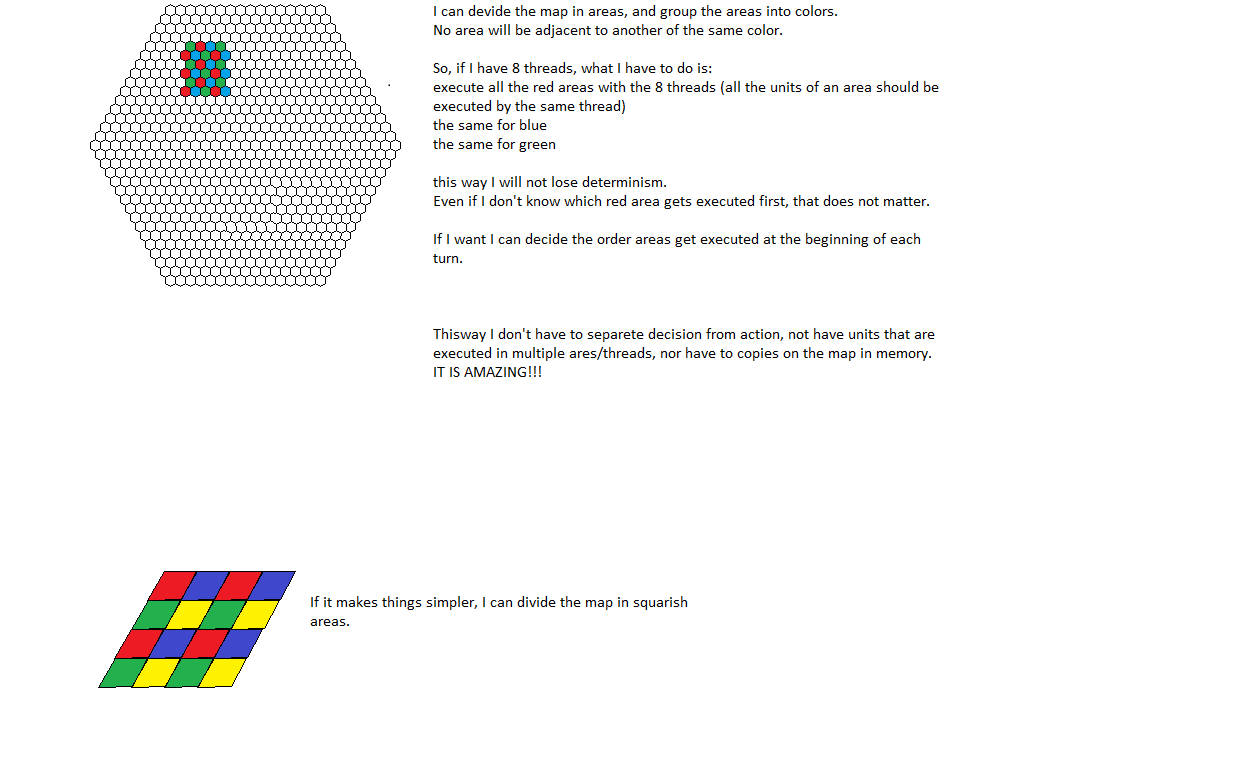 I can devide the map in areas, and group the areas into colors.
No area will be adjacent to another of the same color.
So, if I have 8 threads, what I have to do is:
execute all the red areas with the 8 threads (all the units of an area should be
executed by the same thread)
the same for blue
the same for green
this way I will not lose determinism.
Even if I don't know which red area gets executed first, that does not matter.
If I want I can decide the order areas get executed at the beginning of each
turn.
Thisway I don't have to separete decision from action, not have units that are
executed in multiple ares/threads, nor have to copies on the map in memory.
IT IS AMAZING!!!
If it makes things simpler, I can divide the map in squarish
areas.